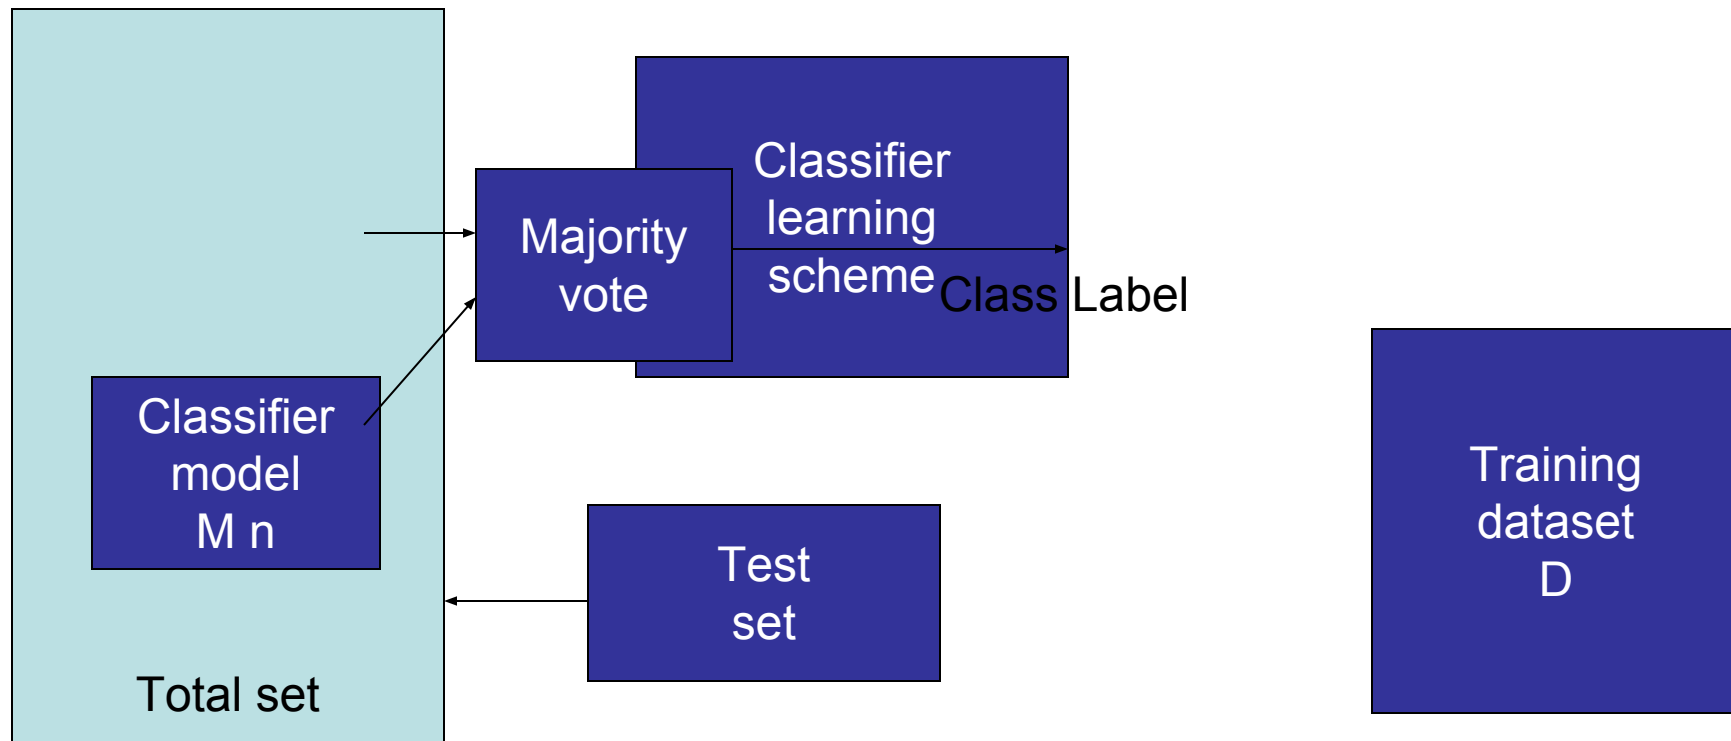 Classifier
learning
scheme
Majority
vote
Class Label
Classifier
model
M n
Training
dataset
D
Test
set
Total set